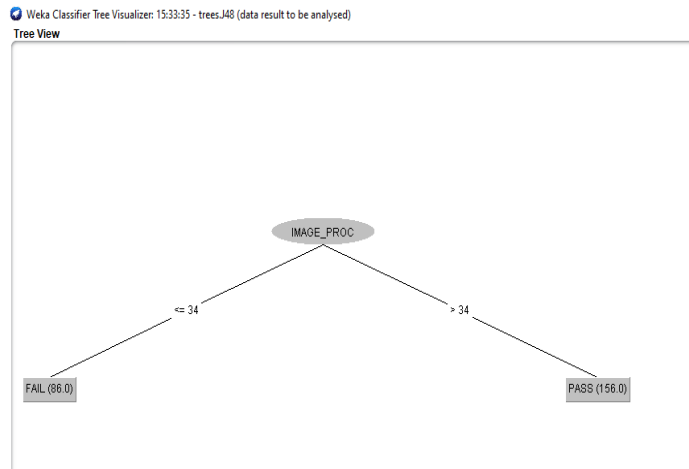 Weka Classifier Tree Visualizer: 15:33:35 - trees.J48 (data result to be analysed)
Tree View
IMAGE_PROC
<= 34
> 34
FAIL (86.0)
PASS (156.0)